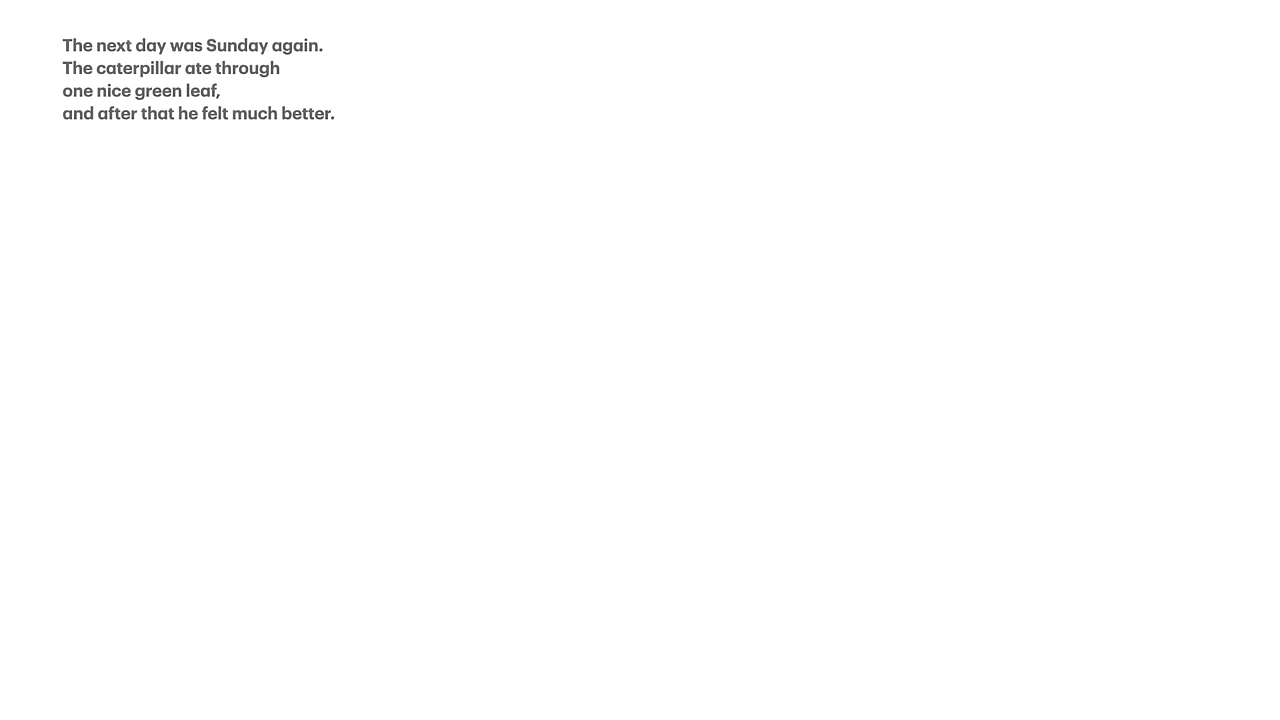 The next day was Sunday again.
The caterpillar ate through
one nice green leaf,
and after that he felt much better.